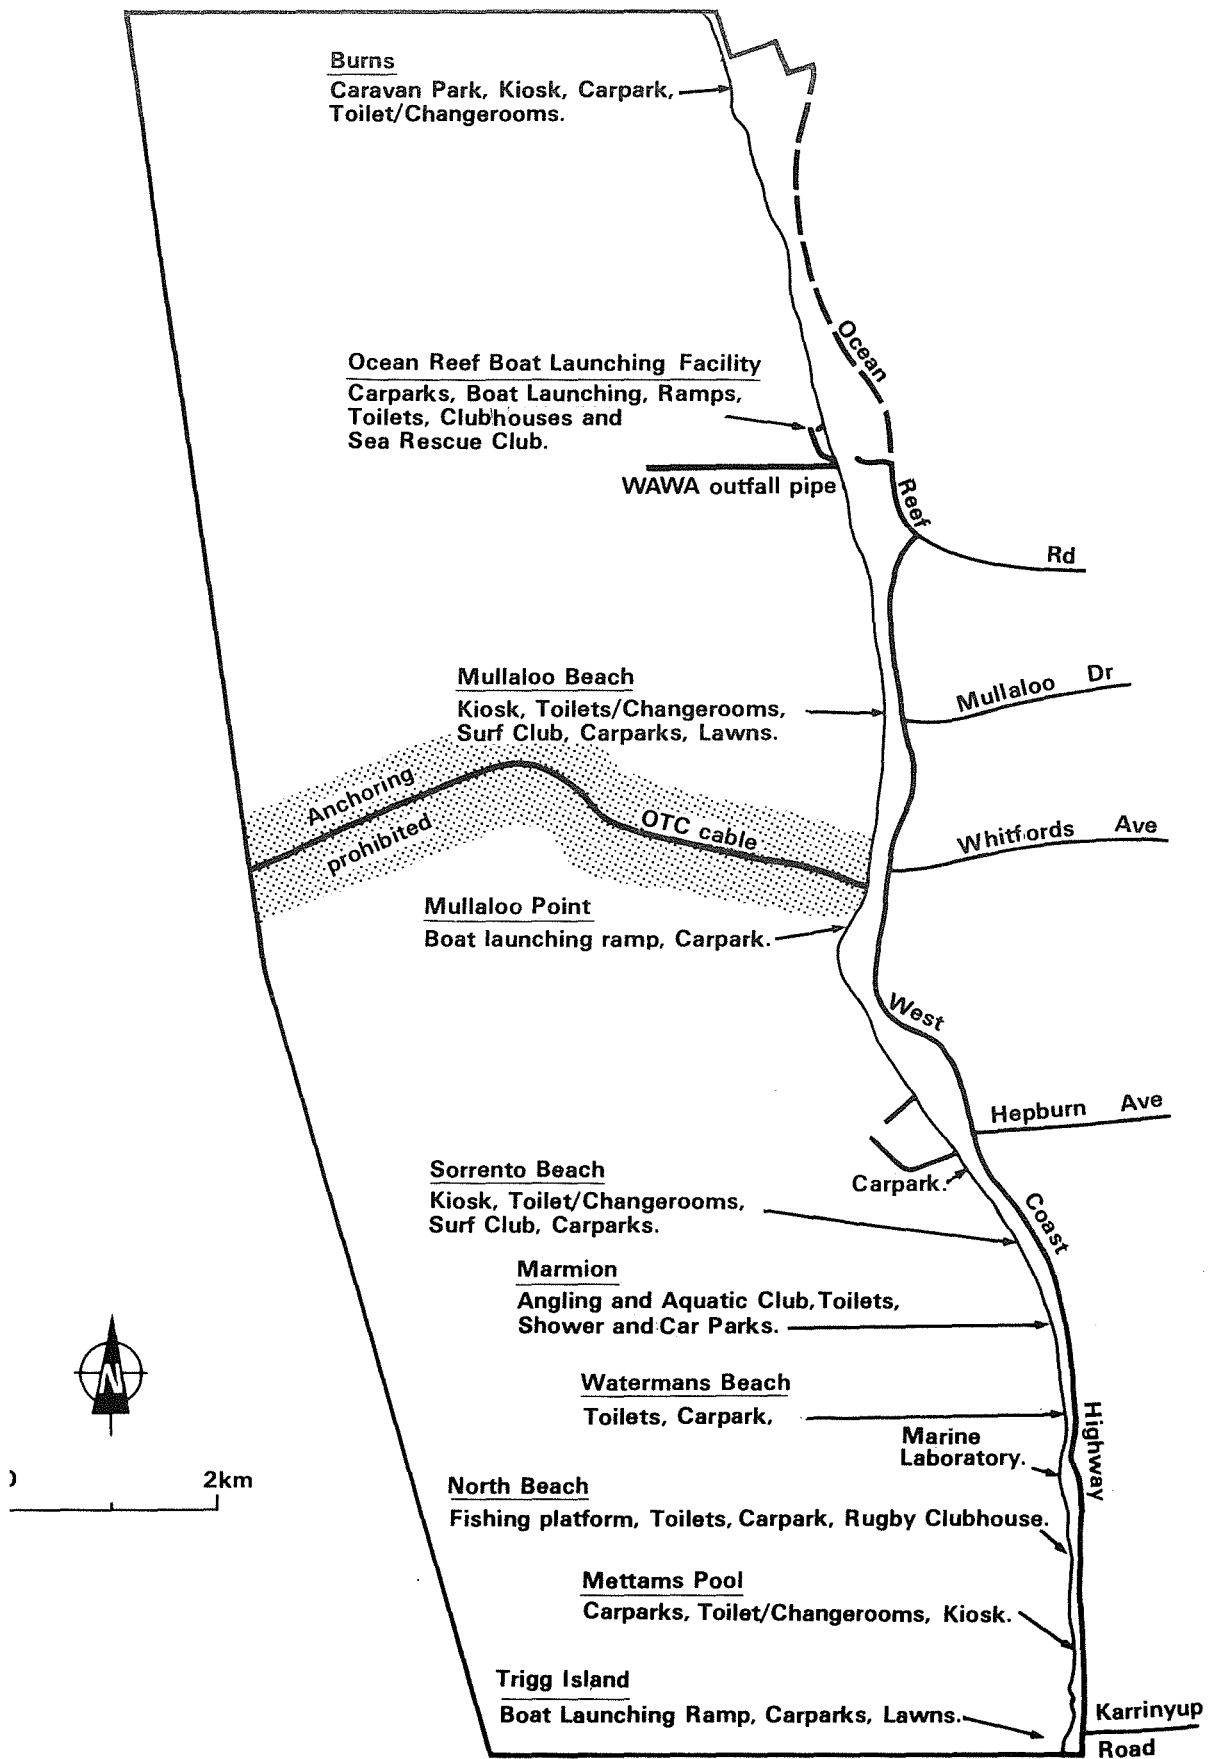 Burns
Caravan Park, Kiosk, Carpark,
Toilet/Changerooms.
Ocean
Ocean Reef Boat Launching Facility
Carparks, Boat Launching, Ramps,
Toilets, Clubhouses and
Sea Rescue Club.
WAWA outfall pipe
Reef
Rd
Mullaloo Beach
Kiosk, Toilets/Changerooms,
Surf Club, Carparks, Lawns.
Mullaloo Dr
Anchoring
prohibited
OTC cable
Whitfords Ave
Mullaloo Point
Boat launching ramp, Carpark.
West
Hepburn Ave
Carpark.
Sorrento Beach
Kiosk, Toilet/Changerooms,
Surf Club, Carparks.
Coast
Marmion
Angling and Aquatic Club, Toilets,
Shower and Car Parks.
N
Watermans Beach
Toilets, Carpark,
Highway
Marine
Laboratory.
2km
North Beach
Fishing platform, Toilets, Carpark, Rugby Clubhouse.
Mettams Pool
Carparks, Toilet/Changerooms, Kiosk.
Trigg Island
Boat Launching Ramp, Carparks, Lawns.
Karrinyup
Road